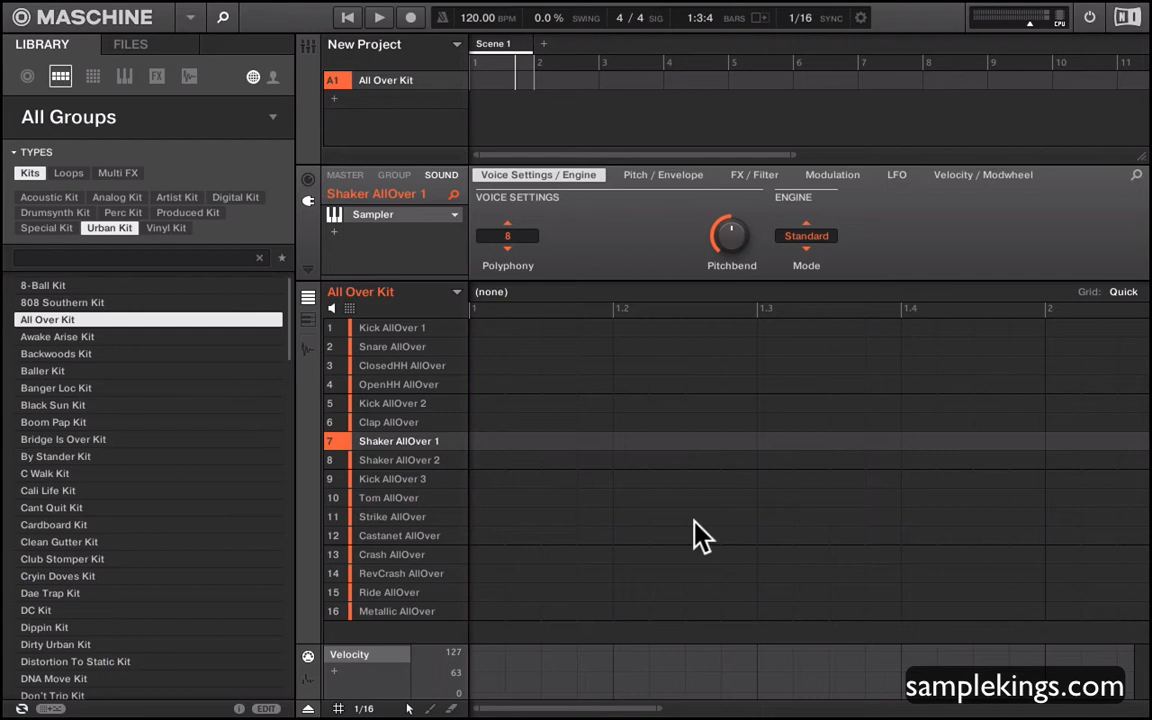 MASCHINE
120.00 BPM 0.0% SWING 4 / 4 SIG 1:3:4 BARS 1/16 SYNC CPU
LIBRARY FILES
All Groups
TYPES
Kits Loops Multi FX
Acoustic Kit Analog Kit Artist Kit Digital Kit
Drumsynth Kit Perc Kit Produced Kit
Special Kit Urban Kit Vinyl Kit
8-Ball Kit
808 Southern Kit
All Over Kit
Awake Arise Kit
Backwoods Kit
Baller Kit
Banger Loc Kit
Black Sun Kit
Boom Pap Kit
Bridge Is Over Kit
By Stander Kit
C Walk Kit
Cali Life Kit
Cant Quit Kit
Cardboard Kit
Clean Gutter Kit
Club Stomper Kit
Cryin Doves Kit
Dae Trap Kit
DC Kit
Dippin Kit
Dirty Urban Kit
Distortion To Static Kit
DNA Move Kit
Don't Trip Kit
EDIT
New Project
A1 All Over Kit
Scene 1
1 2 3 4 5 6 7 8 9 10 11
MASTER GROUP SOUND
Shaker AllOver 1
Sampler
Voice Settings / Engine Pitch / Envelope FX / Filter Modulation LFO Velocity / Modwheel
VOICE SETTINGS ENGINE
8 Standard
Polyphony Pitchbend Mode
All Over Kit (none) Grid: Quick
1 1.2 1.3 1.4 2
1 Kick AllOver 1
2 Snare AllOver
3 ClosedHH AllOver
4 OpenHH AllOver
5 Kick AllOver 2
6 Clap AllOver
7 Shaker AllOver 1
8 Shaker AllOver 2
9 Kick AllOver 3
10 Tom AllOver
11 Strike AllOver
12 Castanet AllOver
13 Crash AllOver
14 RevCrash AllOver
15 Ride AllOver
16 Metallic AllOver
Velocity 127
63
0
1/16
samplekings.com